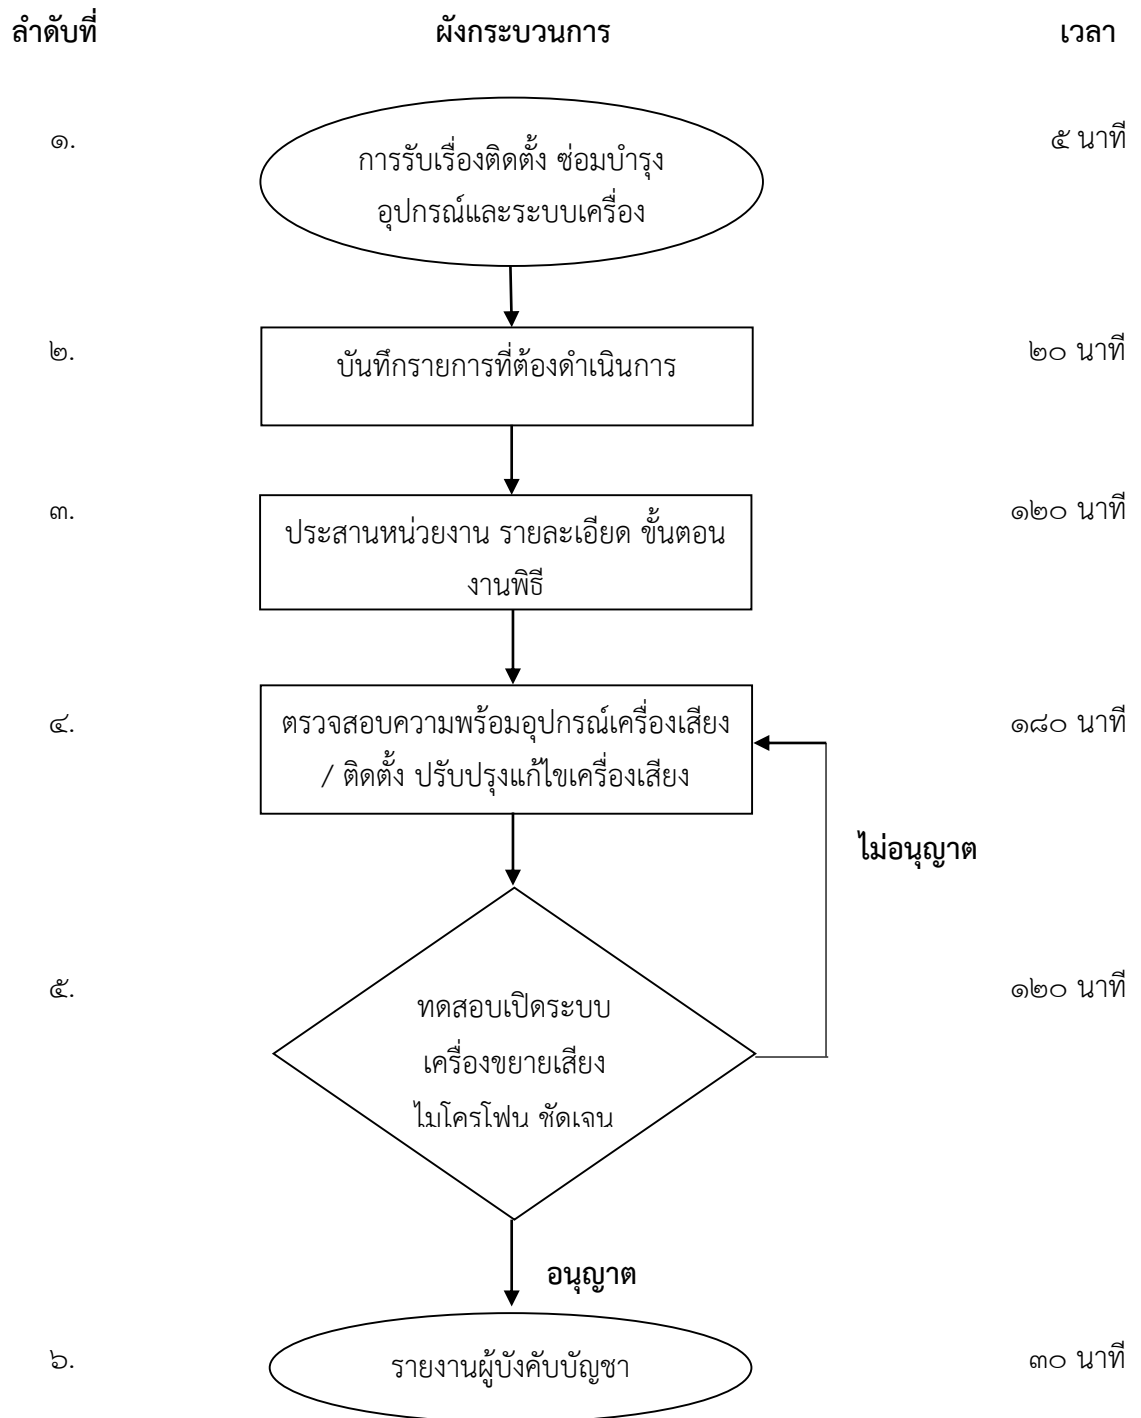 ลำดับที่ ผังกระบวนการ เวลา
๑. ๕ นาที
การรับเรื่องติดตั้ง ซ่อมบำรุง
อุปกรณ์และระบบเครื่อง
๒. บันทึกรายการที่ต้องดำเนินการ ๒๐ นาที
๓. ๑๒๐ นาที
ประสานหน่วยงาน รายละเอียด ขั้นตอน
งานพิธี
๔. ตรวจสอบความพร้อมอุปกรณ์เครื่องเสียง ๑๘๐ นาที
/ ติดตั้ง ปรับปรุงแก้ไขเครื่องเสียง
ไม่อนุญาต
๕. ๑๒๐ นาที
ทดสอบเปิดระบบ
เครื่องขยายเสียง
ไมโครโฟน ชัดเจน
อนุญาต
๖. รายงานผู้บังคับบัญชา ๓๐ นาที